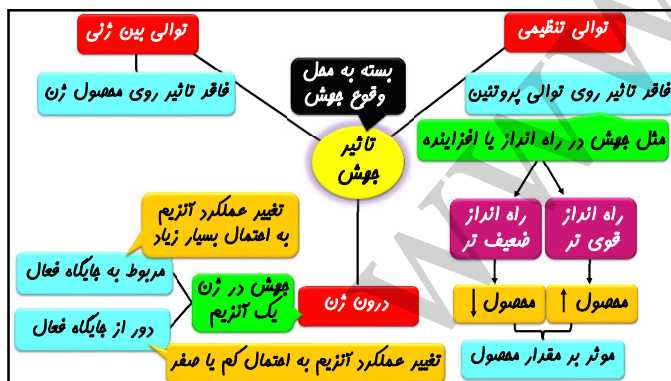 توالی بین ژنی
فاقد تاثیر روی محصول ژن
بسته به محل
وقوع جهش
تاثیر
جهش
توالی تنظیمی
فاقد تاثیر روی توالی پروتئین
مثل جهش در راه انداز یا افزاینده
راه انداز
قوی تر
راه انداز
ضعیف تر
محصول ↑
محصول ↓
موثر بر مقدار محصول
درون ژن
جهش در ژن
یک آنزیم
تغییر عملکرد آنزیم
به احتمال بسیار زیاد
مربوط به جایگاه فعال
دور از جایگاه فعال
تغییر عملکرد آنزیم به احتمال کم یا صفر
WWW